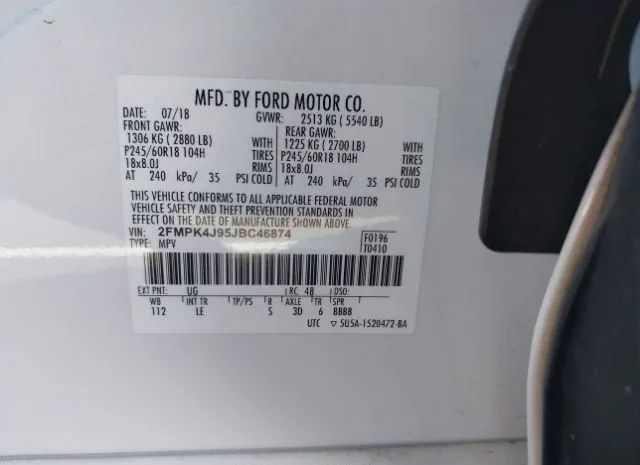 MFD. BY FORD MOTOR CO.
DATE: 07/18 GVWR: 2513 KG ( 5540 LB)
FRONT GAWR: REAR GAWR:
1306 KG ( 2880 LB) WITH 1225 KG ( 2700 LB) WITH
P245/60R18 104H TIRES P245/60R18 104H TIRES
18x8.0J RIMS 18x8.0J RIMS
AT 240 kPa/ 35 PSI COLD AT 240 kPa/ 35 PSI COLD
THIS VEHICLE CONFORMS TO ALL APPLICABLE FEDERAL MOTOR
VEHICLE SAFETY AND THEFT PREVENTION STANDARDS IN
EFFECT ON THE DATE OF MANUFACTURE SHOWN ABOVE.
VIN: 2FMPK4J95JBC46874 F0196
TYPE: MPV T0410
EXT PNT: UG RC: 48
WB INT TR TP/PS R AXLE TR SPR
112 LE S 3D 6 BBBB
UTC ▽ 5U5A-1520472-BA